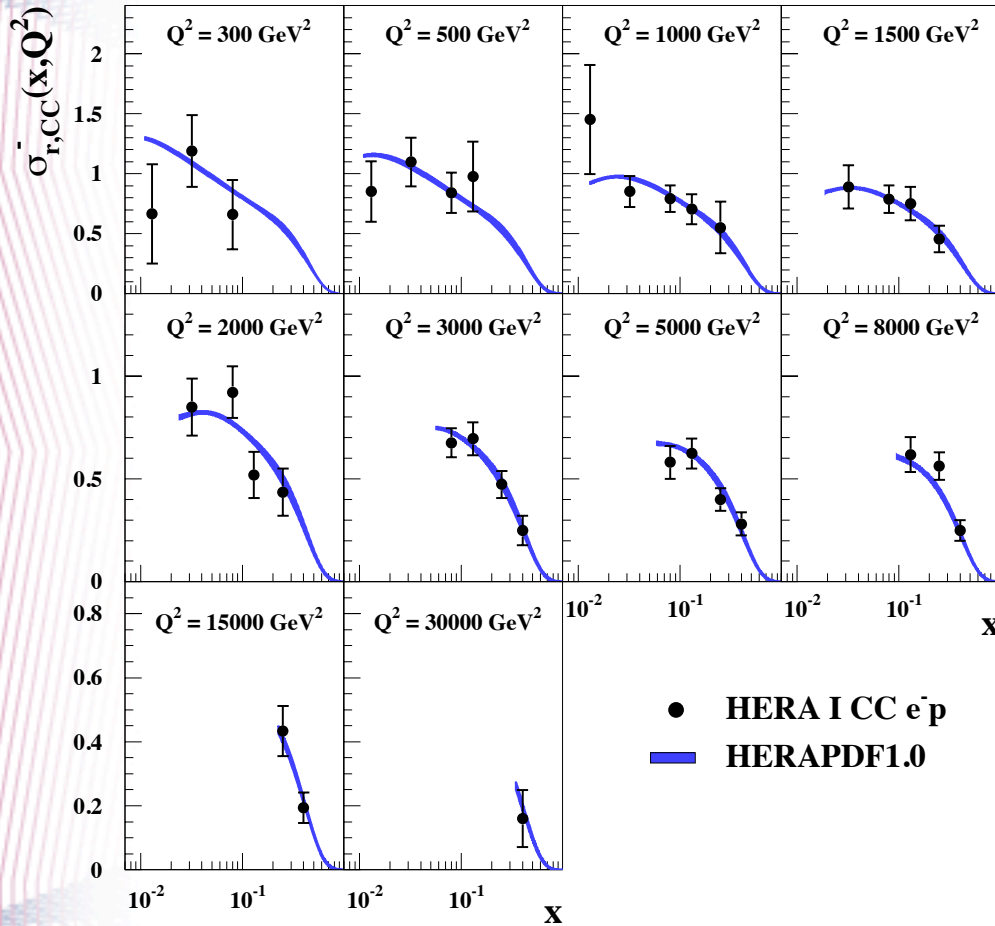 σ⁻r,CC(x,Q²)
Q² = 300 GeV²
Q² = 500 GeV²
Q² = 1000 GeV²
Q² = 1500 GeV²
2
1.5
1
0.5
0
Q² = 2000 GeV²
Q² = 3000 GeV²
Q² = 5000 GeV²
Q² = 8000 GeV²
1
0.5
0
10⁻² 10⁻¹ 10⁻² 10⁻¹
x
Q² = 15000 GeV²
Q² = 30000 GeV²
0.8
0.6
0.4
0.2
0
HERA I CC e⁻p
HERAPDF1.0
10⁻² 10⁻¹ 10⁻² 10⁻¹
x